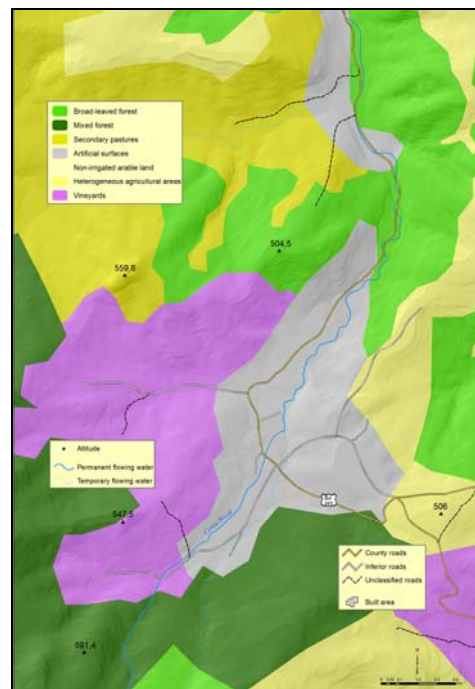 Broad-leaved forest
Mixed forest
Secondary pastures
Artificial surfaces
Non-irrigated arable land
Heterogeneous agricultural areas
Vineyards
504,5
559,6
Altitude
Permanent flowing water
Temporary flowing water
547,5
506
County roads
Inferior roads
Unclassified roads
Built area
591,4